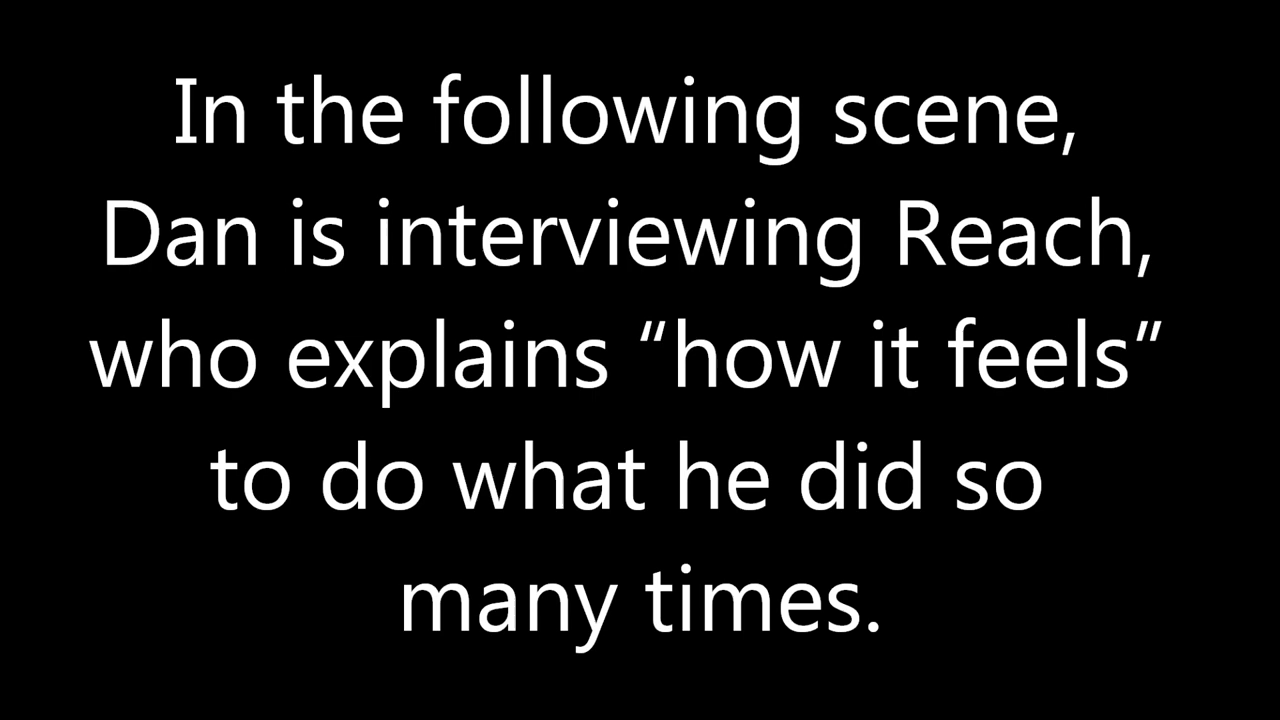 In the following scene,
Dan is interviewing Reach,
who explains “how it feels”
to do what he did so
many times.